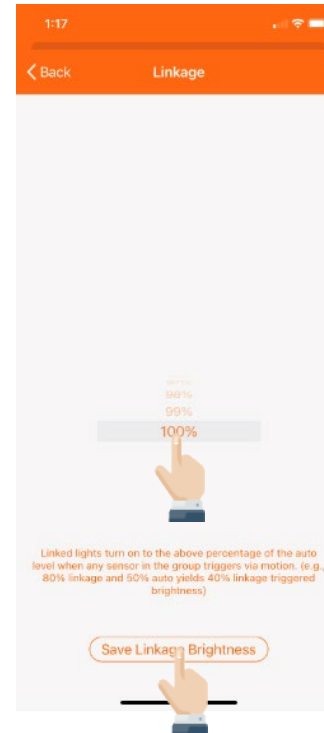 1:17
Back
Linkage
98%
99%
100%
Linked lights turn on to the above percentage of the auto
level when any sensor in the group triggers via motion. (e.g.,
80% linkage and 50% auto yields 40% linkage triggered
brightness)
Save Linkage Brightness